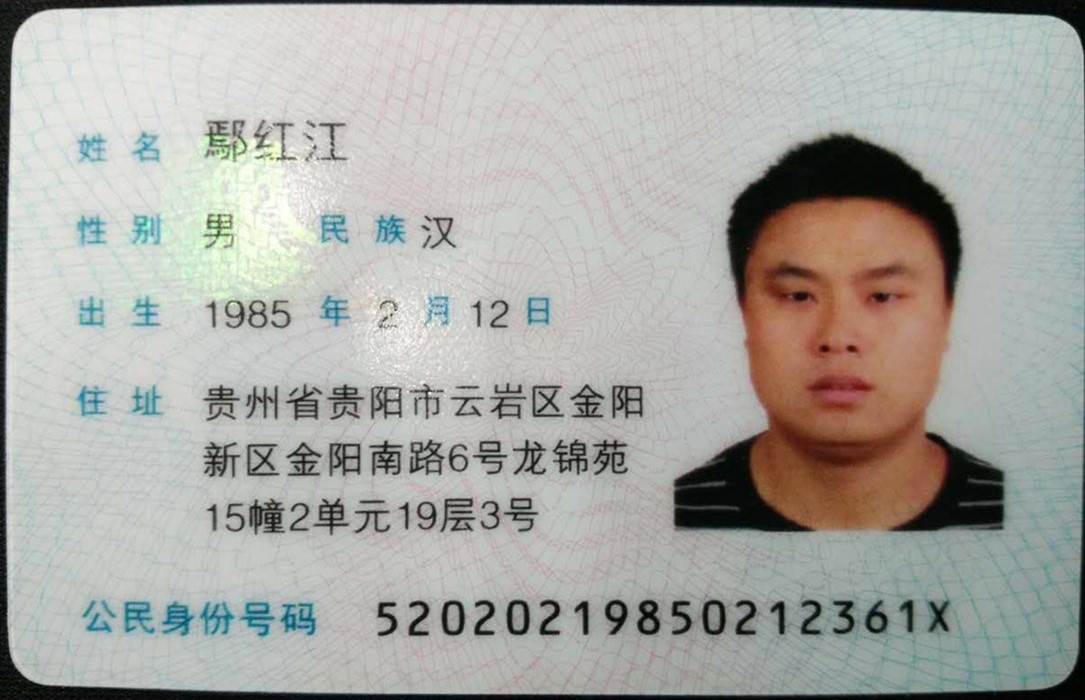 姓名 鄢红江
性别 男 民族 汉
出生 1985 年 2 月 12 日
住址 贵州省贵阳市云岩区金阳
新区金阳南路6号龙锦苑
15幢2单元19层3号
公民身份号码 52020219850212361X